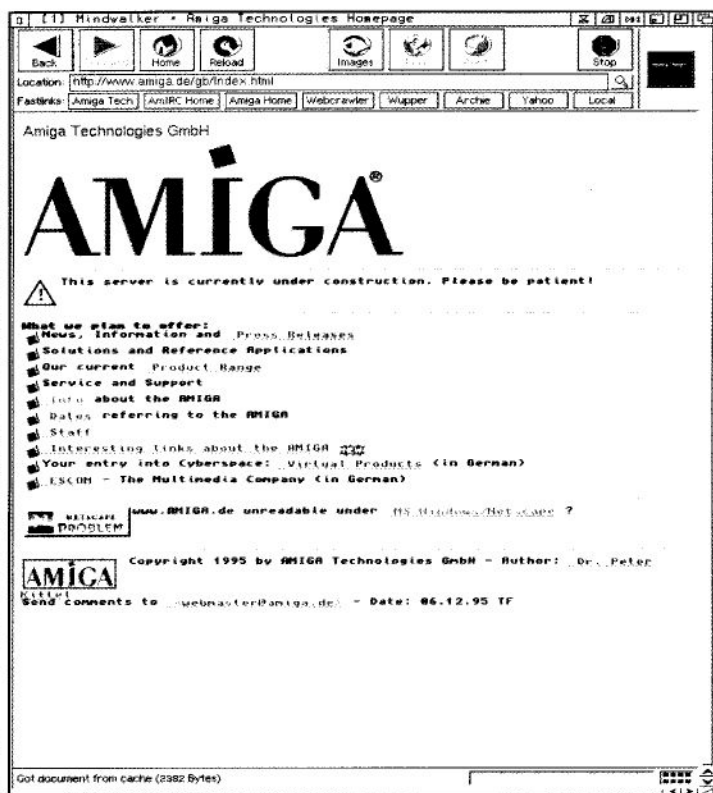 [1] Mindwalker * Amiga Technologies Homepage
Back
Home
Reload
Images
Stop
Location: http://www.amiga.de/gb/index.html
Fastlinks: Amiga Tech AmIRC Home Amiga Home Webcrawler Wupper Archie Yahoo Local
Amiga Technologies GmbH
AMIGA®
This server is currently under construction. Please be patient!
What we plan to offer:
News, Information and Press Releases
Solutions and Reference Applications
Our current Product Range
Service and Support
Info about the AMIGA
Dates referring to the AMIGA
Staff
Interesting links about the AMIGA
Your entry into Cyberspace: Virtual Products (in German)
ESCOM - The Multimedia Company (in German)
NETSCAPE PROBLEM www.AMIGA.de unreadable under MS Windows/Netscape ?
AMIGA Copyright 1995 by AMIGA Technologies GmbH - Author: Dr. Peter
Kittel
Send comments to <webmaster@amiga.de> - Date: 06.12.95 TF
Got document from cache (2382 Bytes)